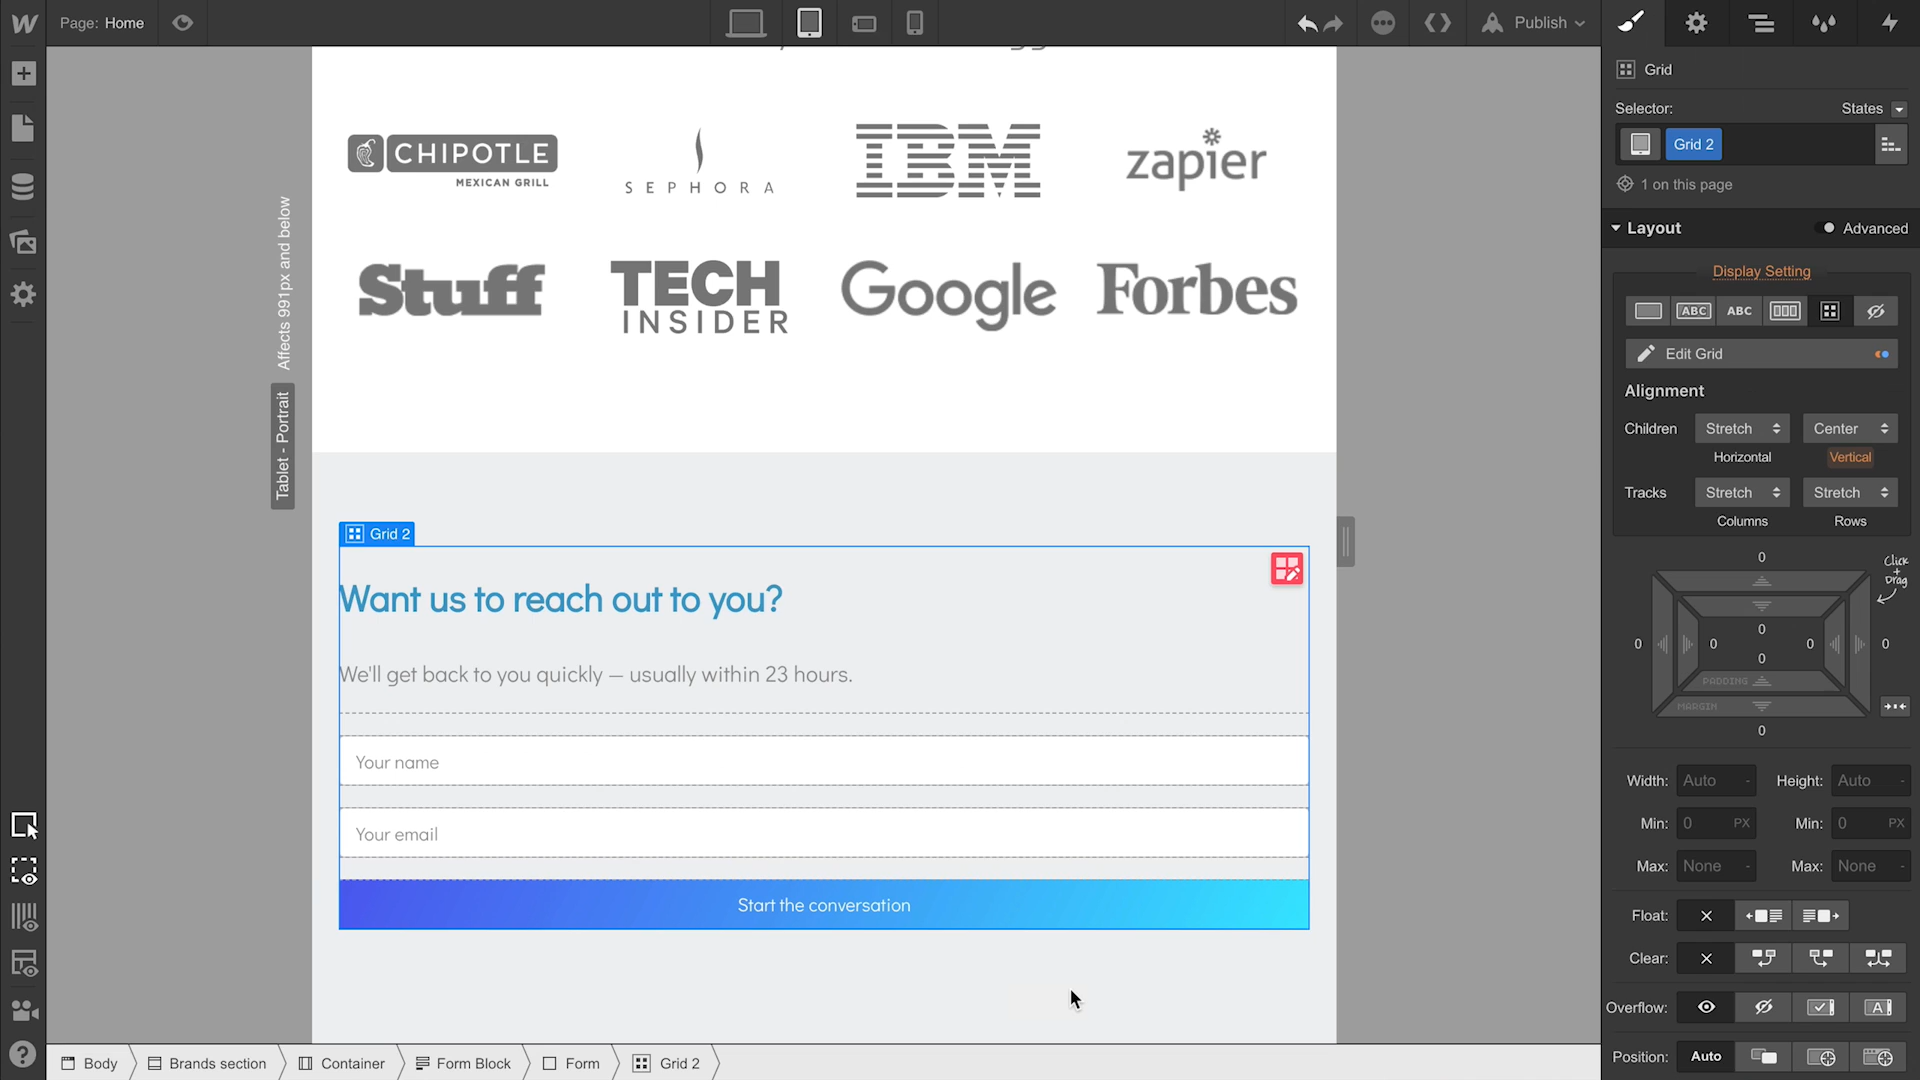 Page: Home
Publish
Grid
Selector:
States
Grid 2
1 on this page
Layout
Advanced
Display Setting
ABC
ABC
Edit Grid
Alignment
Children
Stretch
Center
Horizontal
Vertical
Tracks
Stretch
Stretch
Columns
Rows
0
Click
+
Drag
0
0
0
0
0
0
PADDING
MARGIN
0
Width: Auto -
Height: Auto -
Min: 0 PX
Min: 0 PX
Max: None -
Max: None -
Float:
Clear:
Overflow:
Position: Auto
Affects 991px and below
Tablet - Portrait
CHIPOTLE
MEXICAN GRILL
SEPHORA
IBM
zapier
Stuff
TECH
INSIDER
Google
Forbes
Grid 2
Want us to reach out to you?
We'll get back to you quickly — usually within 23 hours.
Your name
Your email
Start the conversation
Body
Brands section
Container
Form Block
Form
Grid 2